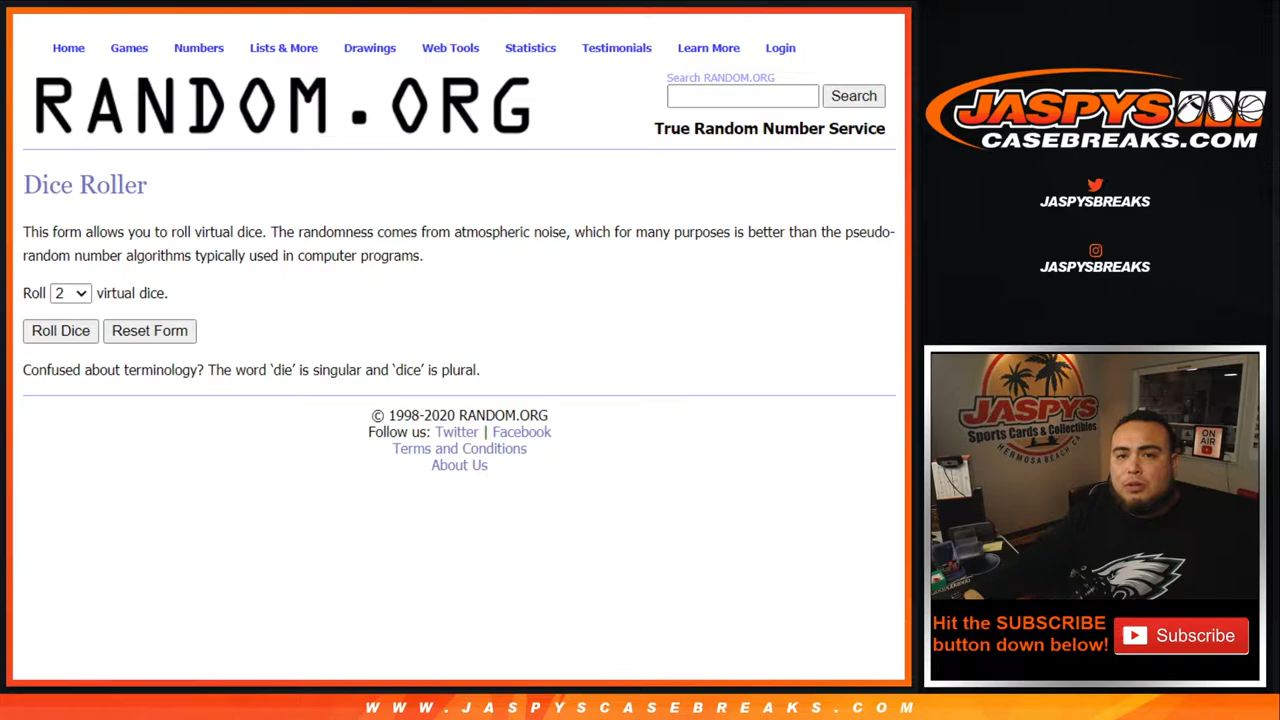 Home Games Numbers Lists & More Drawings Web Tools Statistics Testimonials Learn More Login
RANDOM.ORG
Search RANDOM.ORG
Search
True Random Number Service
Dice Roller
This form allows you to roll virtual dice. The randomness comes from atmospheric noise, which for many purposes is better than the pseudo-
random number algorithms typically used in computer programs.
Roll 2 virtual dice.
Roll Dice Reset Form
Confused about terminology? The word ‘die’ is singular and ‘dice’ is plural.
© 1998-2020 RANDOM.ORG
Follow us: Twitter | Facebook
Terms and Conditions
About Us
JASPYS
CASEBREAKS.COM
JASPYSBREAKS
JASPYSBREAKS
JASPYS
Sports Cards & Collectibles
HERMOSA BEACH CA
ON
AIR
Hit the SUBSCRIBE
button down below!
Subscribe
WWW.JASPYSCASEBREAKS.COM